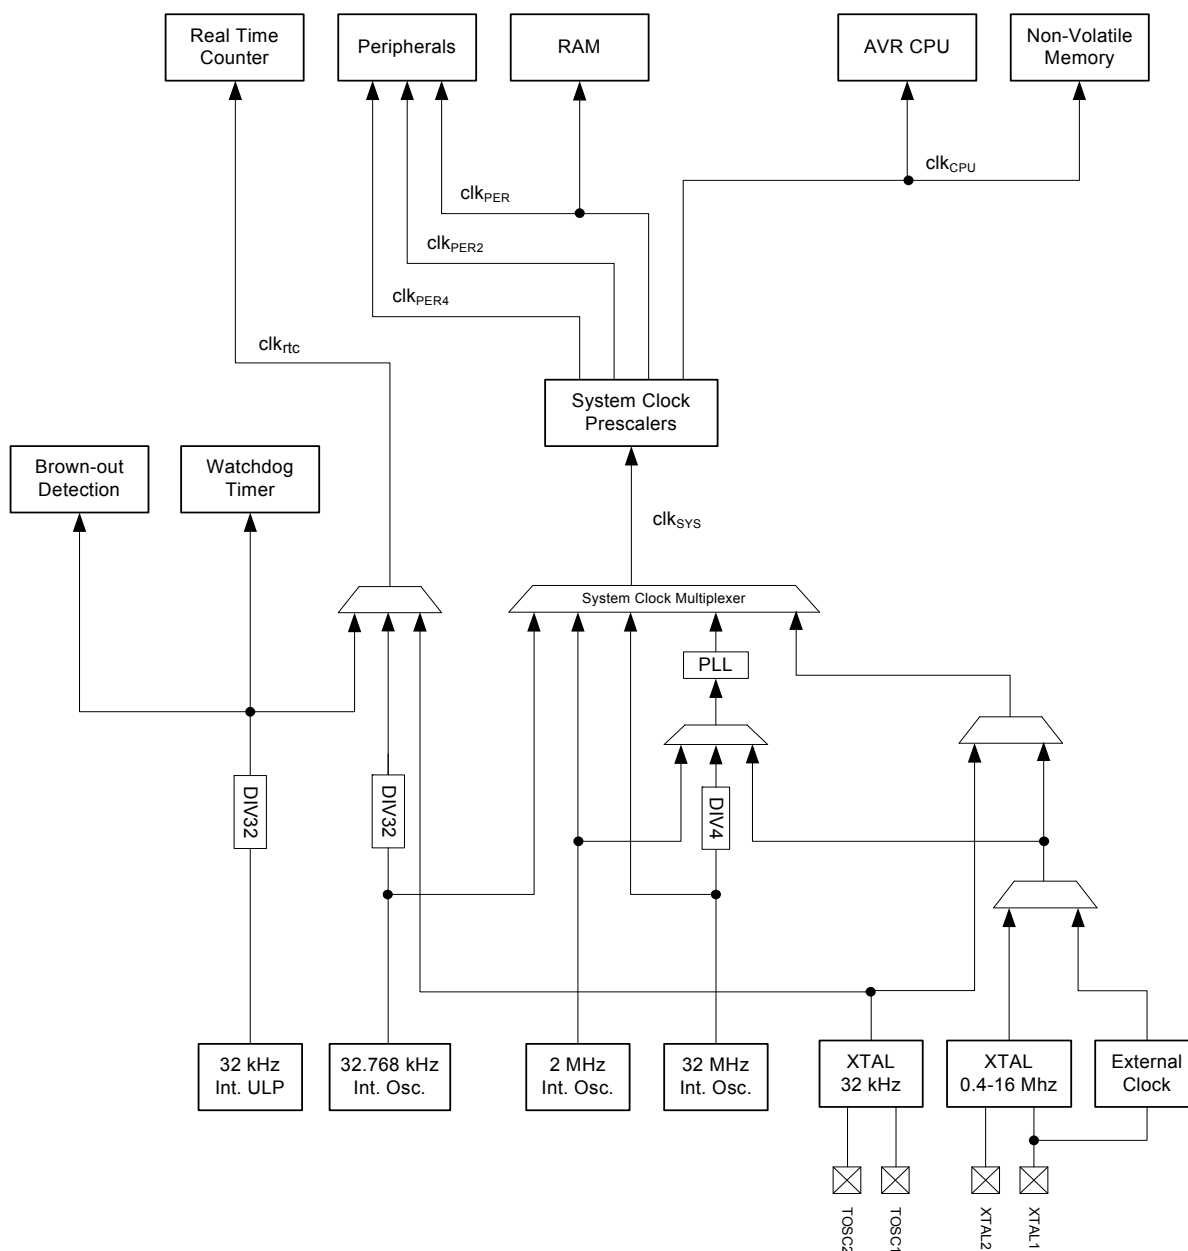 Real Time
Counter
Peripherals
RAM
AVR CPU
Non-Volatile
Memory
clkCPU
clkPER
clkPER2
clkPER4
clkrtc
System Clock
Prescalers
Brown-out
Detection
Watchdog
Timer
clkSYS
System Clock Multiplexer
PLL
DIV32
DIV32
DIV4
32 kHz
Int. ULP
32.768 kHz
Int. Osc.
2 MHz
Int. Osc.
32 MHz
Int. Osc.
XTAL
32 kHz
XTAL
0.4-16 Mhz
External
Clock
TOSC2
TOSC1
XTAL2
XTAL1